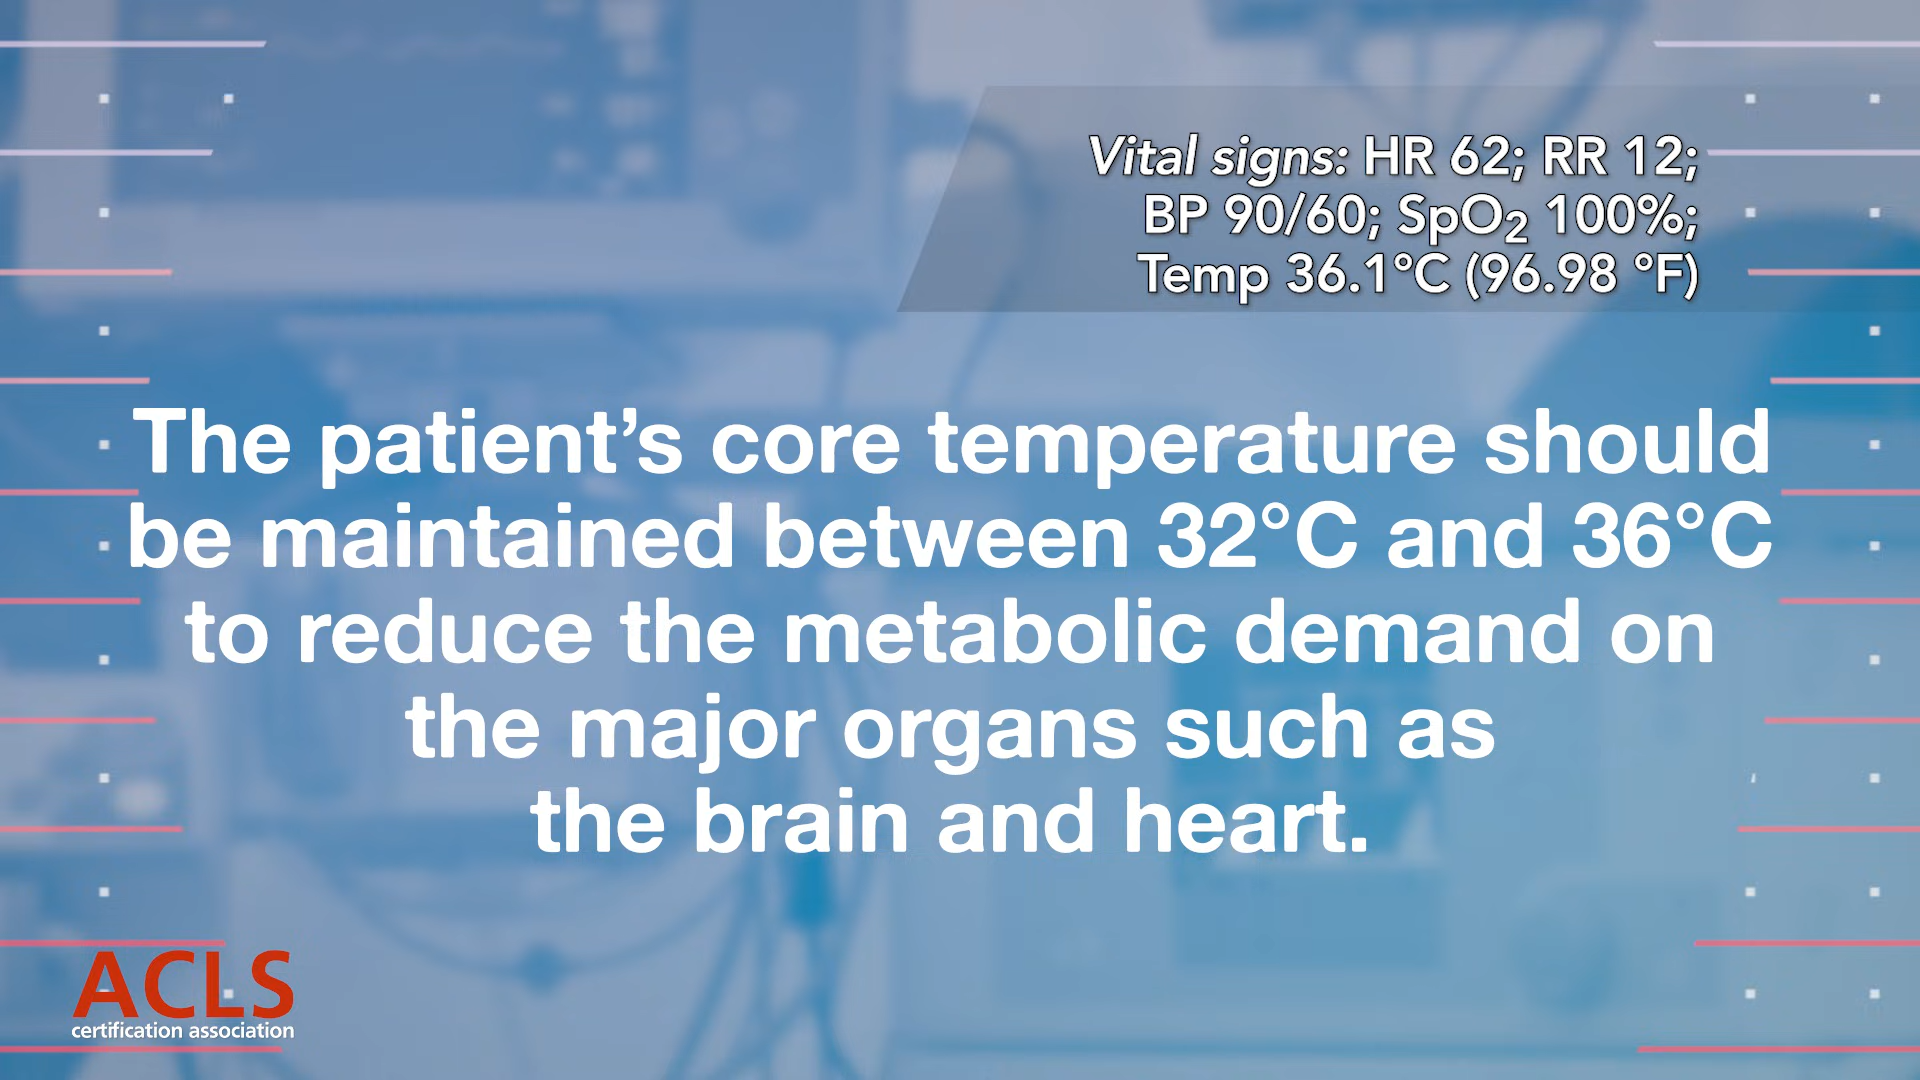 Vital signs: HR 62; RR 12;
BP 90/60; SpO₂ 100%;
Temp 36.1°C (96.98 °F)
The patient’s core temperature should
be maintained between 32°C and 36°C
to reduce the metabolic demand on
the major organs such as
the brain and heart.
ACLS
certification association